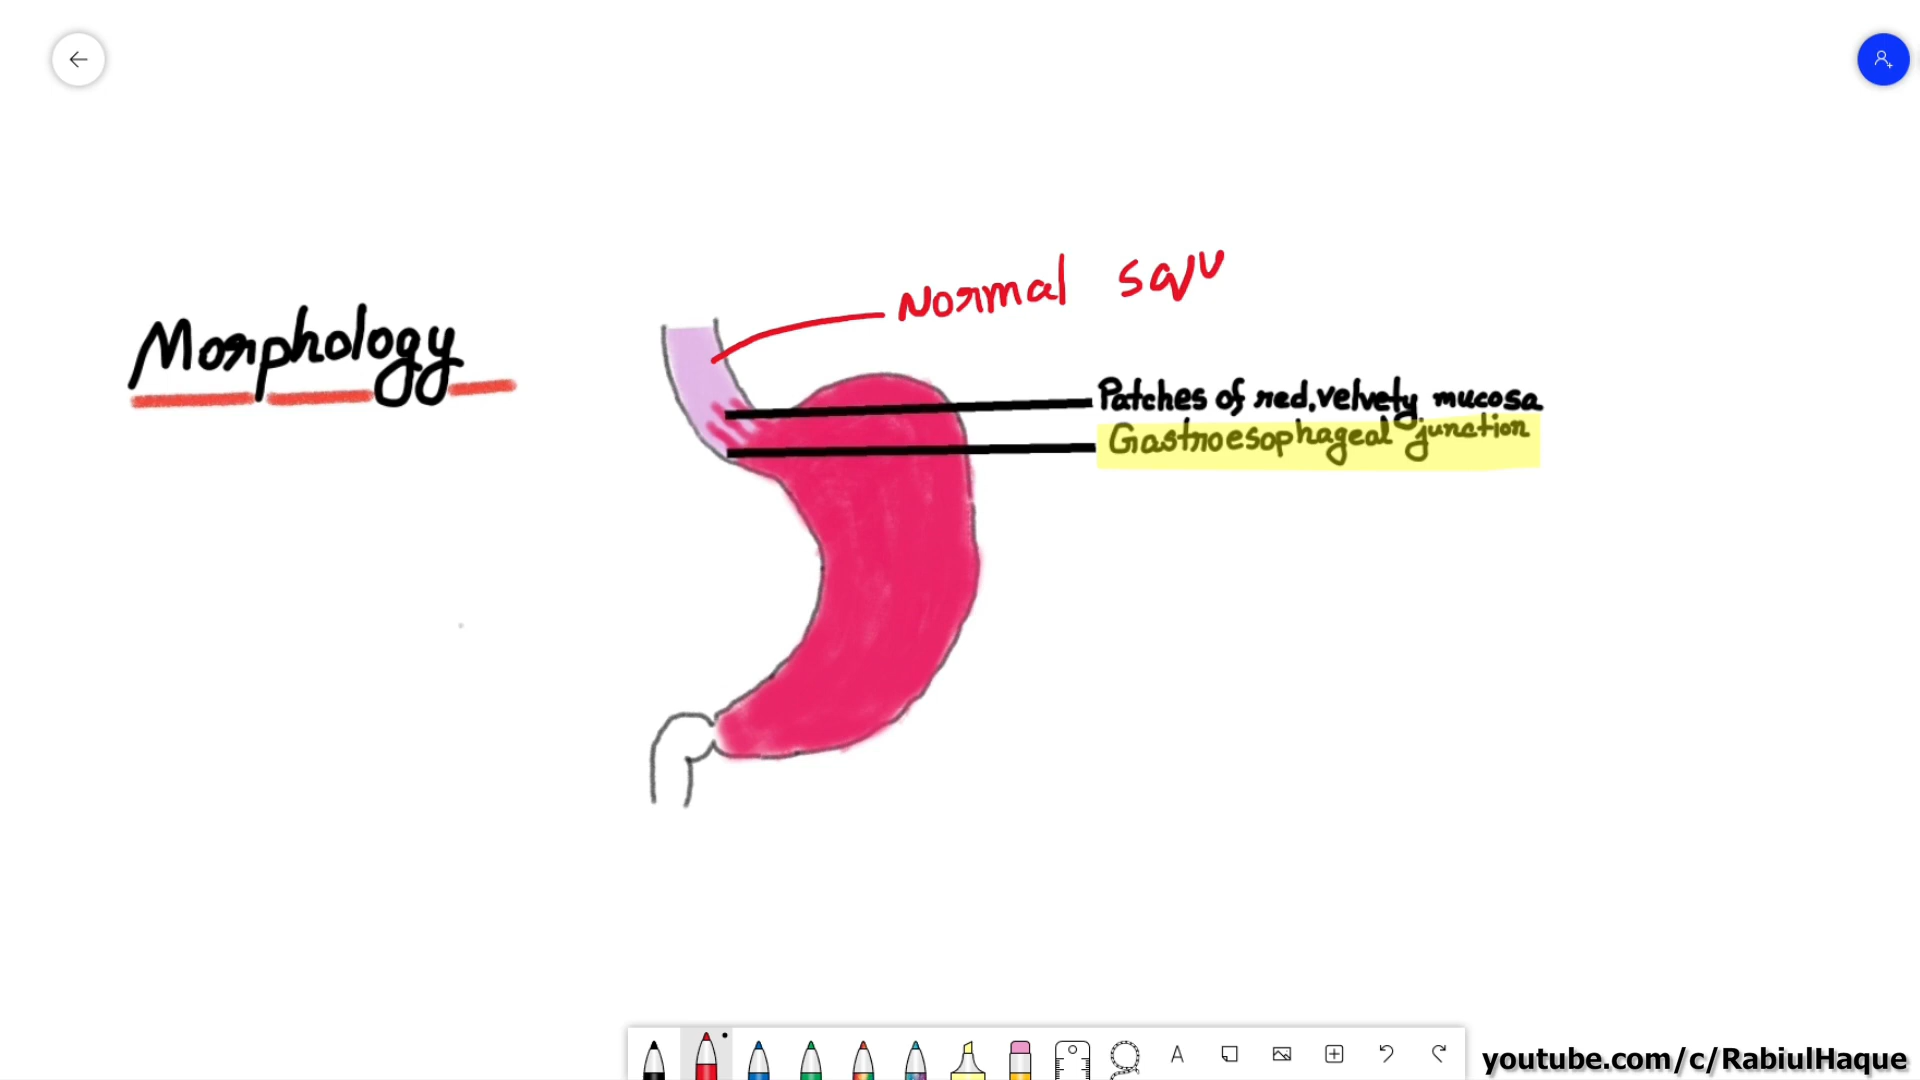 Normal squ
Morphology
Patches of red, velvety mucosa
Gastroesophageal junction
youtube.com/c/RabiulHaque